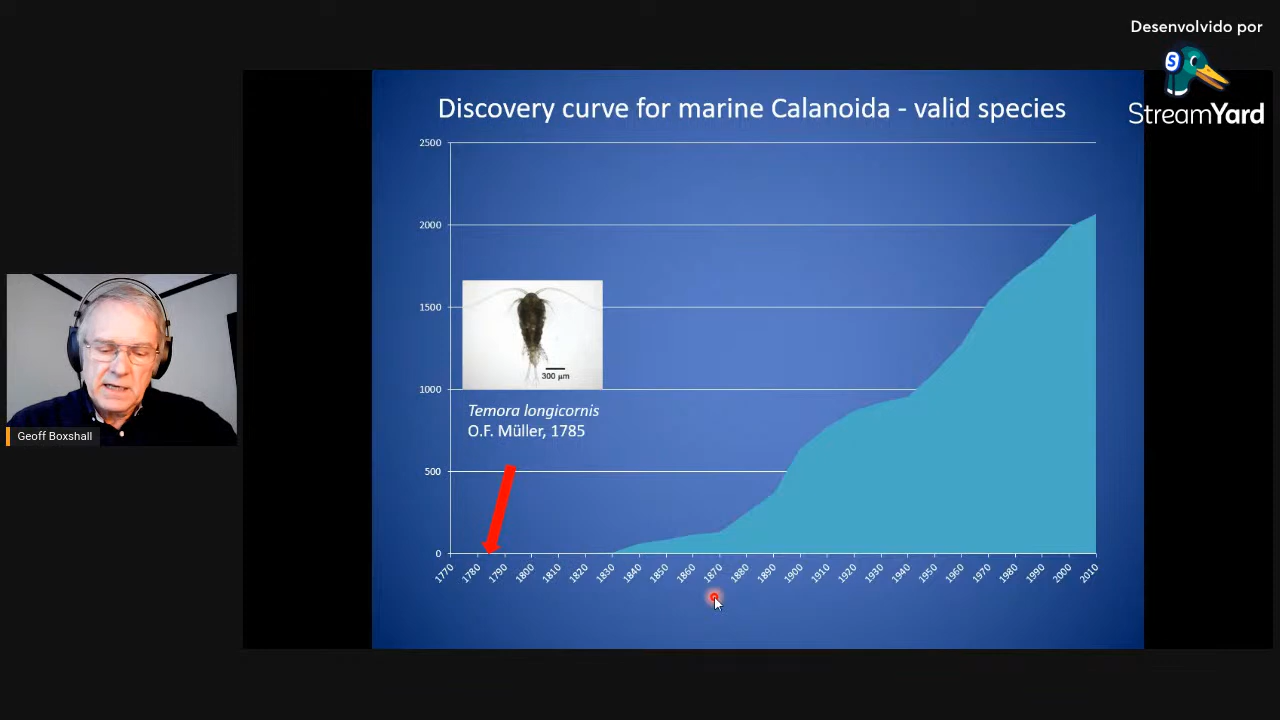 Desenvolvido por
StreamYard
Discovery curve for marine Calanoida - valid species
2500
2000
1500
1000
500
0
300 µm
Temora longicornis
O.F. Müller, 1785
1770 1780 1790 1800 1810 1820 1830 1840 1850 1860 1870 1880 1890 1900 1910 1920 1930 1940 1950 1960 1970 1980 1990 2000 2010
Geoff Boxshall